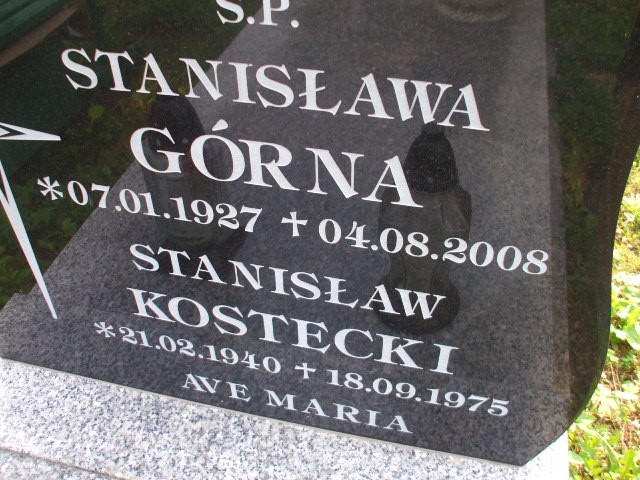 Ś.P.
STANISŁAWA
GÓRNA
*07.01.1927 † 04.08.2008
STANISŁAW
KOSTECKI
*21.02.1940 † 18.09.1975
AVE MARIA